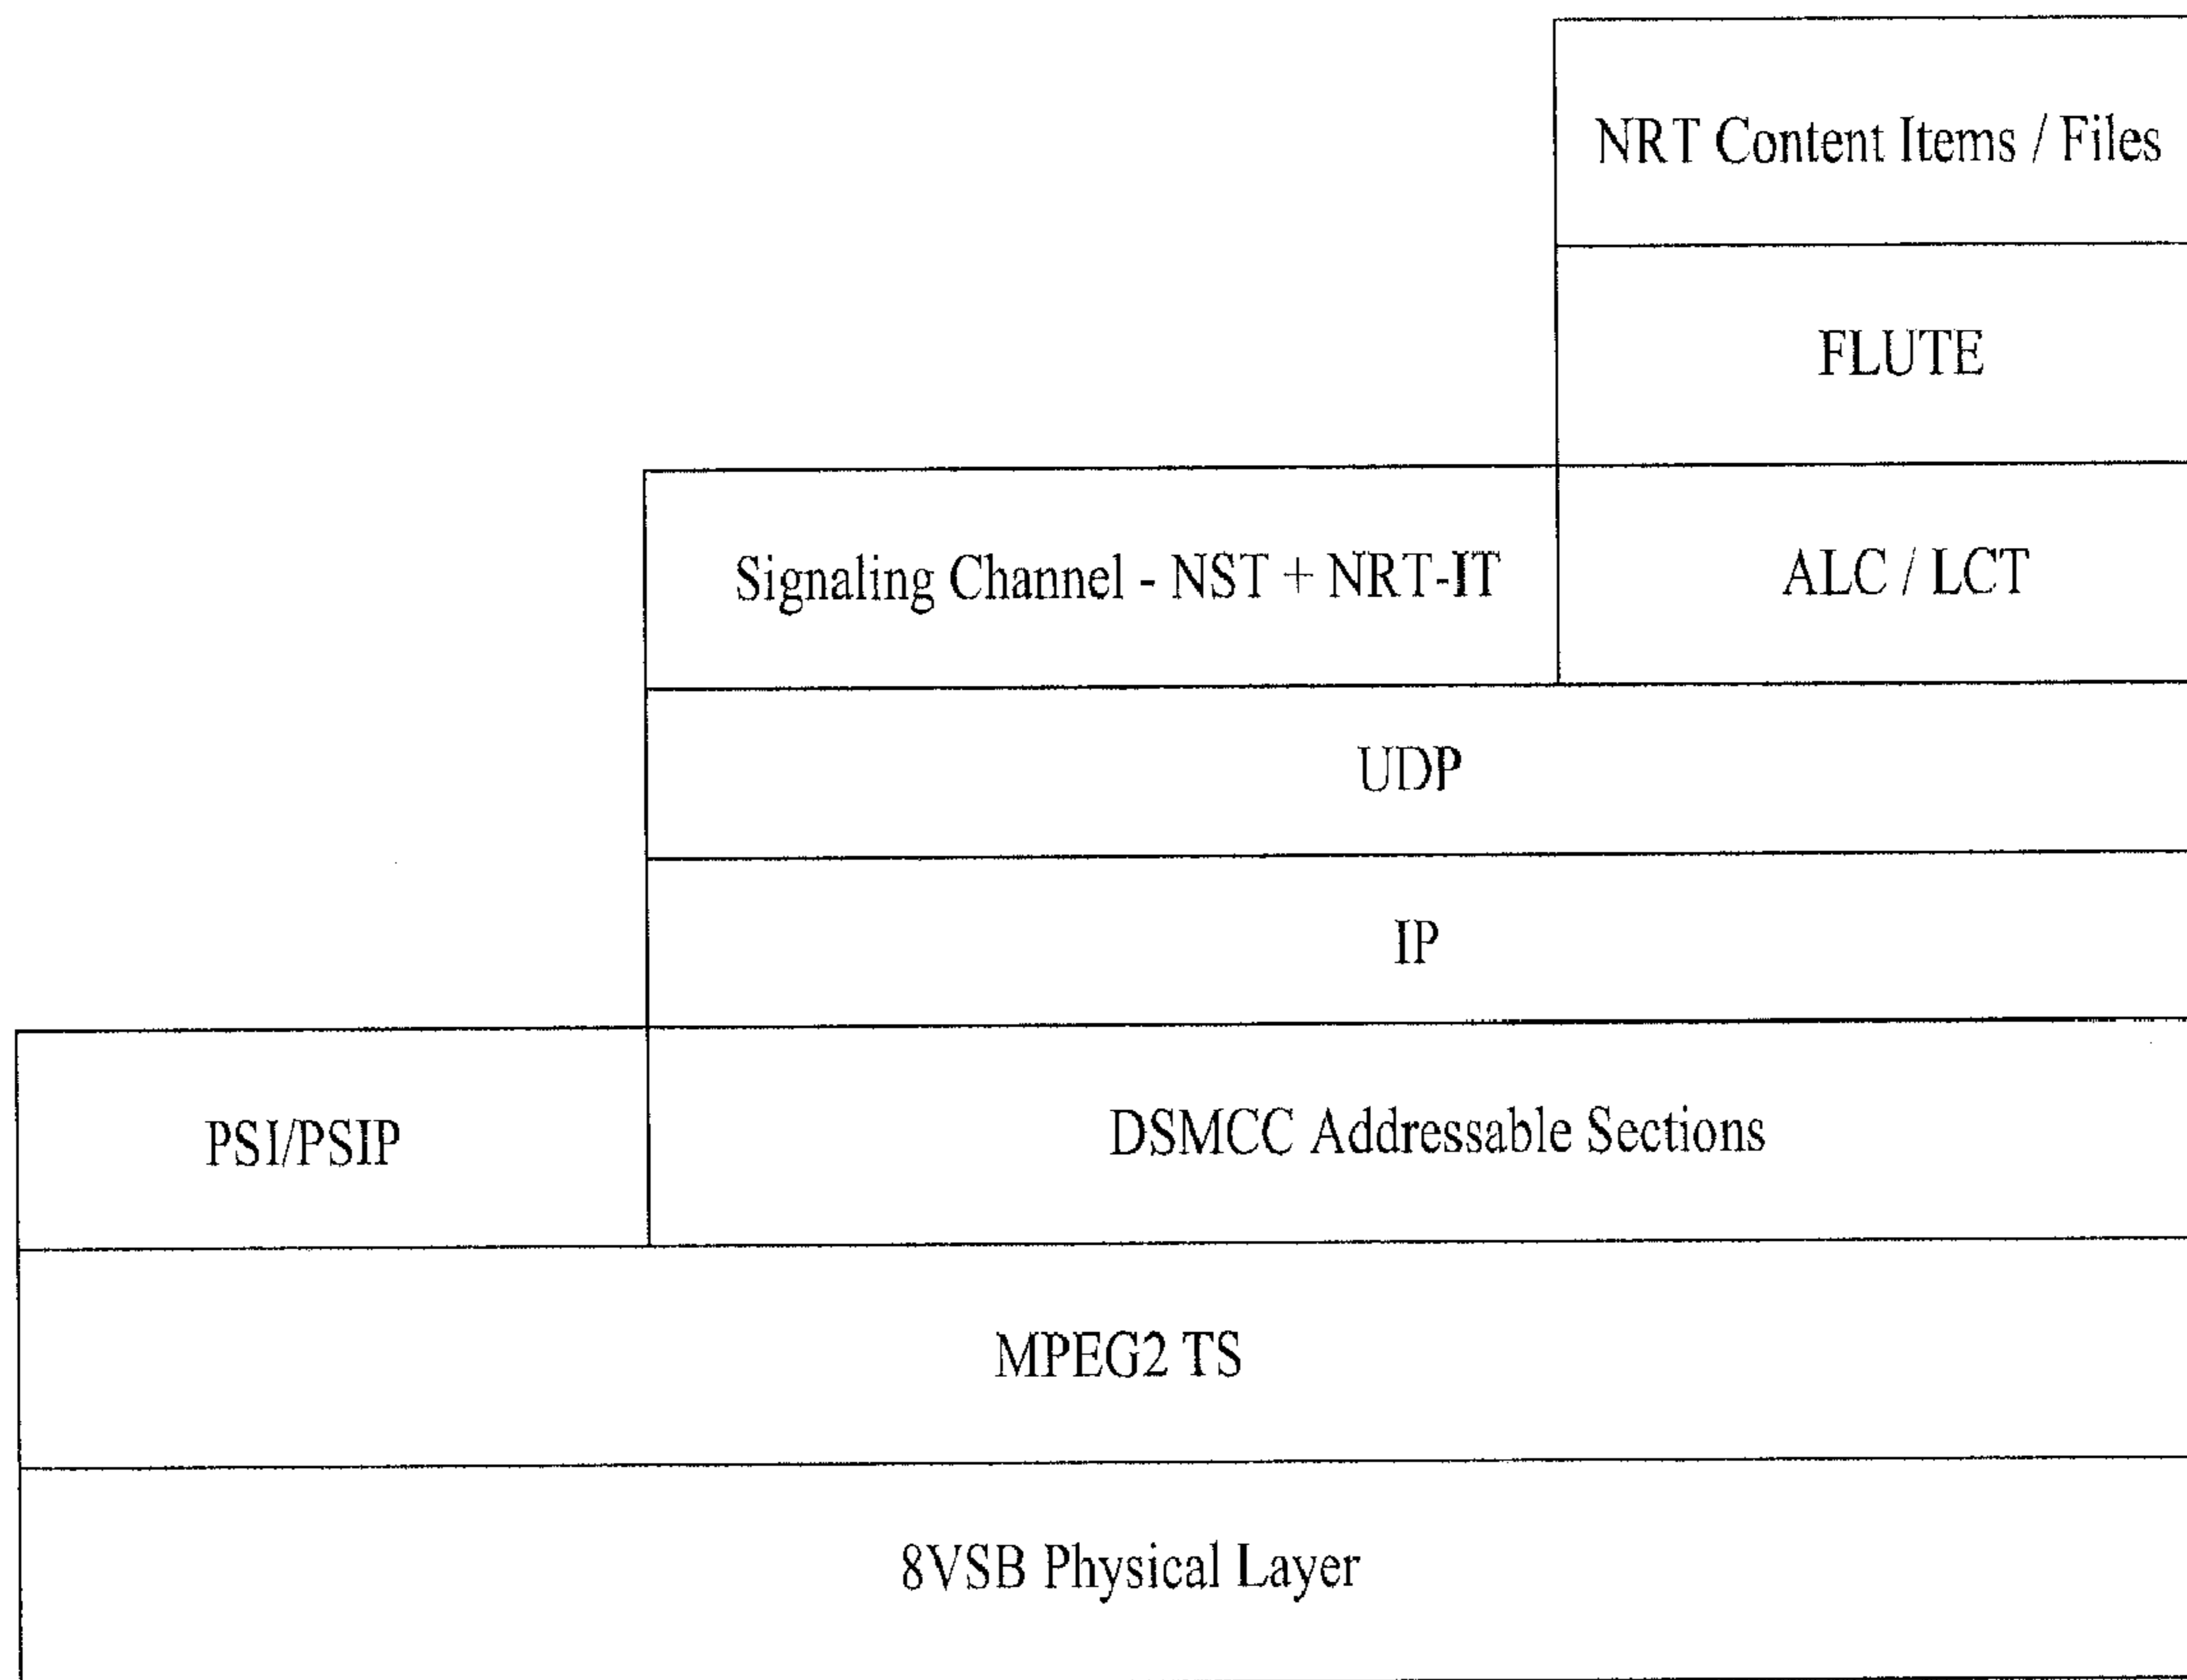 NRT Content Items / Files
FLUTE
Signaling Channel - NST + NRT-IT
ALC / LCT
UDP
IP
PSI/PSIP
DSMCC Addressable Sections
MPEG2 TS
8VSB Physical Layer